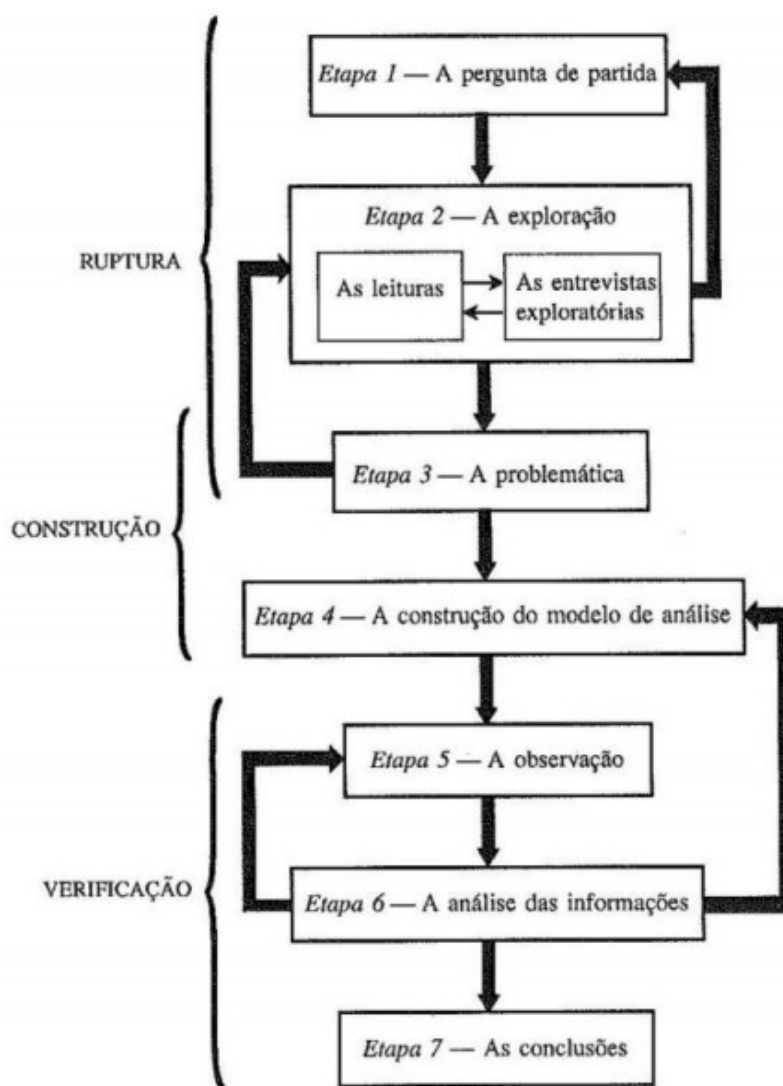 Etapa 1 — A pergunta de partida
Etapa 2 — A exploração
RUPTURA
As leituras
As entrevistas
exploratórias
Etapa 3 — A problemática
CONSTRUÇÃO
Etapa 4 — A construção do modelo de análise
Etapa 5 — A observação
VERIFICAÇÃO
Etapa 6 — A análise das informações
Etapa 7 — As conclusões